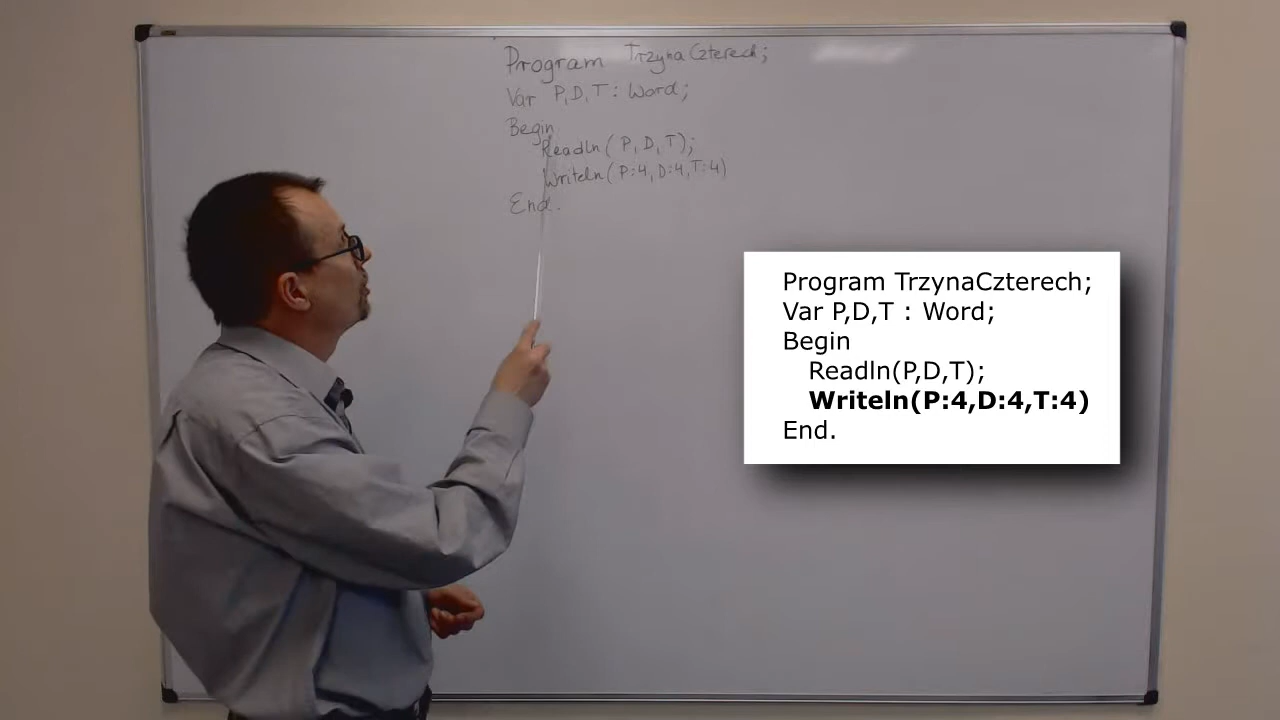 Program TrzynaCzterech;
Var P,D,T : Word;
Begin
Readln( P, D, T);
Writeln( P:4, D:4, T:4)
End.
Program TrzynaCzterech;
Var P,D,T : Word;
Begin
Readln(P,D,T);
Writeln(P:4,D:4,T:4)
End.